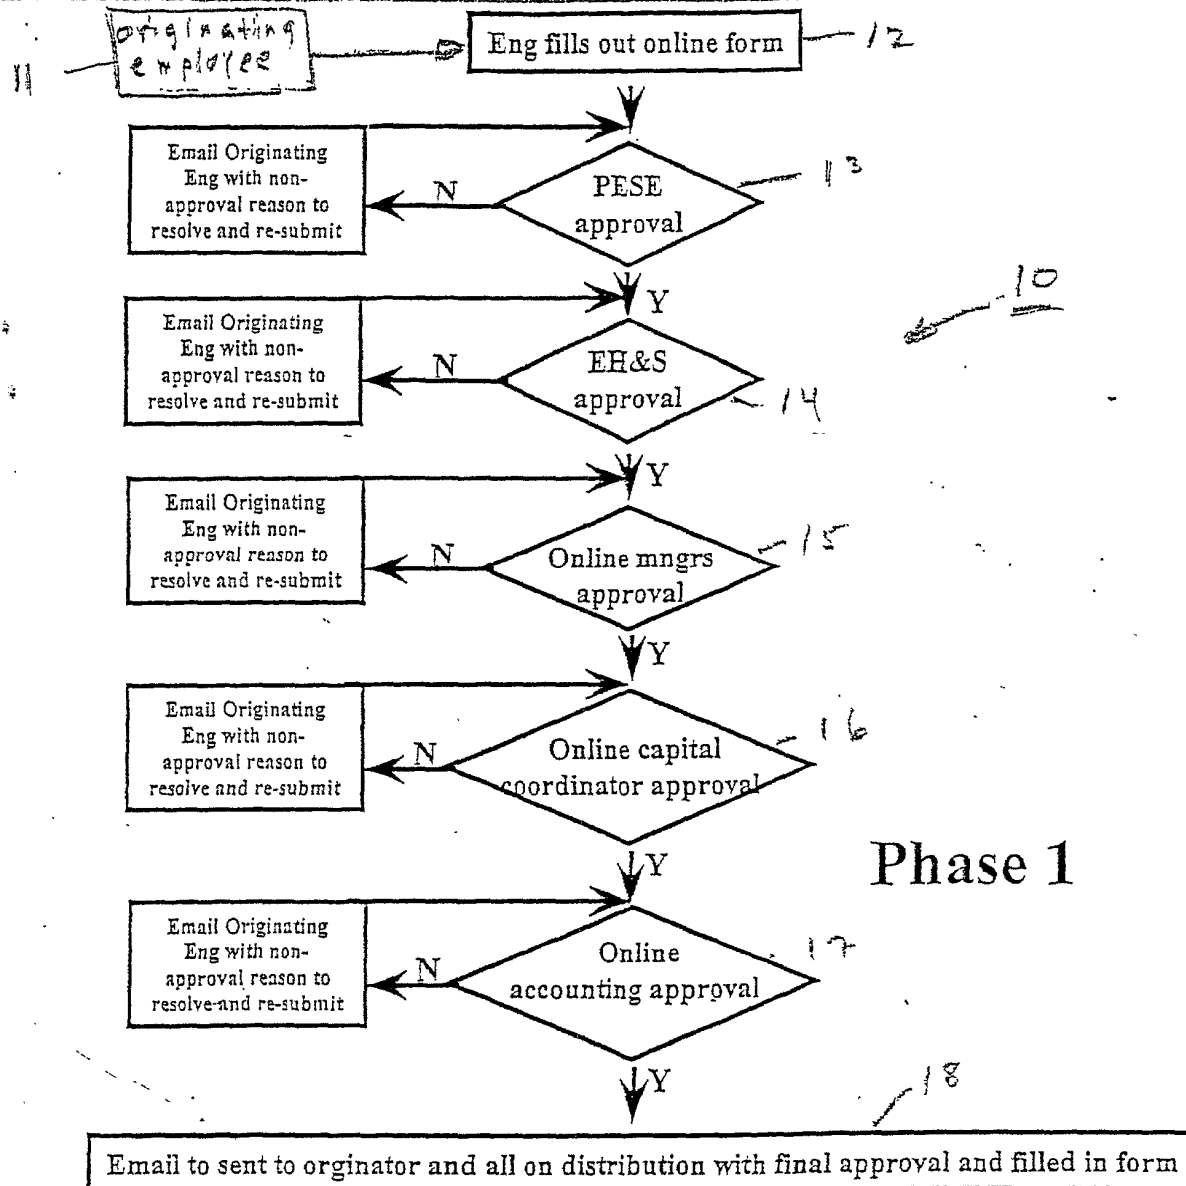 originating
employee
11
Eng fills out online form
12
Email Originating
Eng with non-
approval reason to
resolve and re-submit
N
PESE
approval
13
Y
10
Email Originating
Eng with non-
approval reason to
resolve and re-submit
N
EH&S
approval
14
Y
Email Originating
Eng with non-
approval reason to
resolve and re-submit
N
Online mngrs
approval
15
Y
Email Originating
Eng with non-
approval reason to
resolve and re-submit
N
Online capital
coordinator approval
16
Phase 1
Y
Email Originating
Eng with non-
approval reason to
resolve and re-submit
N
Online
accounting approval
17
Y
18
Email to sent to orginator and all on distribution with final approval and filled in form